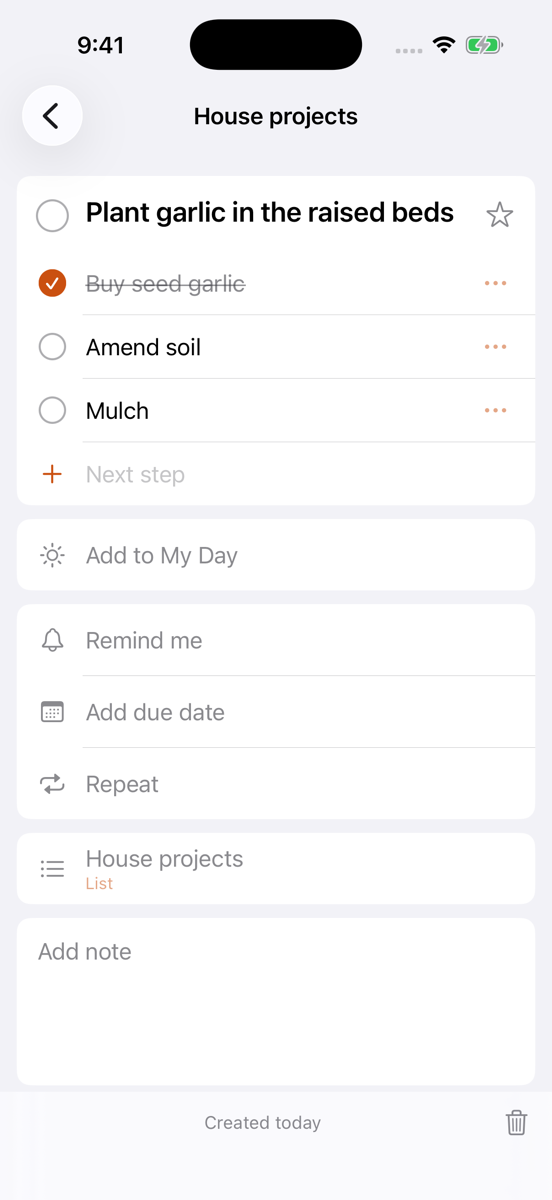 9:41
House projects
Plant garlic in the raised beds
Buy seed garlic
Amend soil
Mulch
Next step
Add to My Day
Remind me
Add due date
Repeat
House projects
List
Add note
Created today